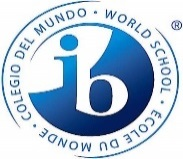 COLEGIO DEL MUNDO · WORLD SCHOOL · ÉCOLE DU MONDE ·
ib
®